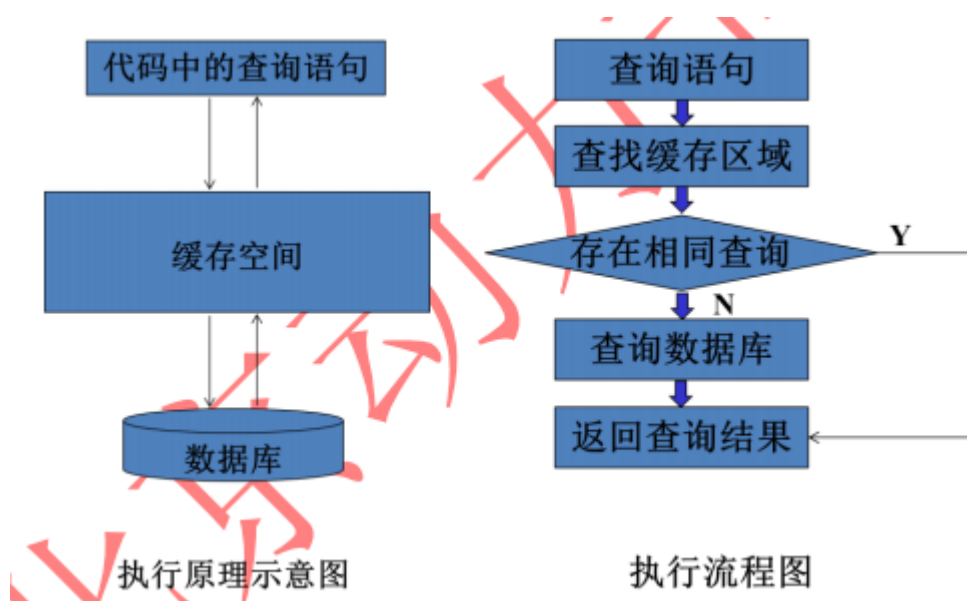 代码中的查询语句
缓存空间
数据库
执行原理示意图
查询语句
查找缓存区域
存在相同查询
Y
N
查询数据库
返回查询结果
执行流程图